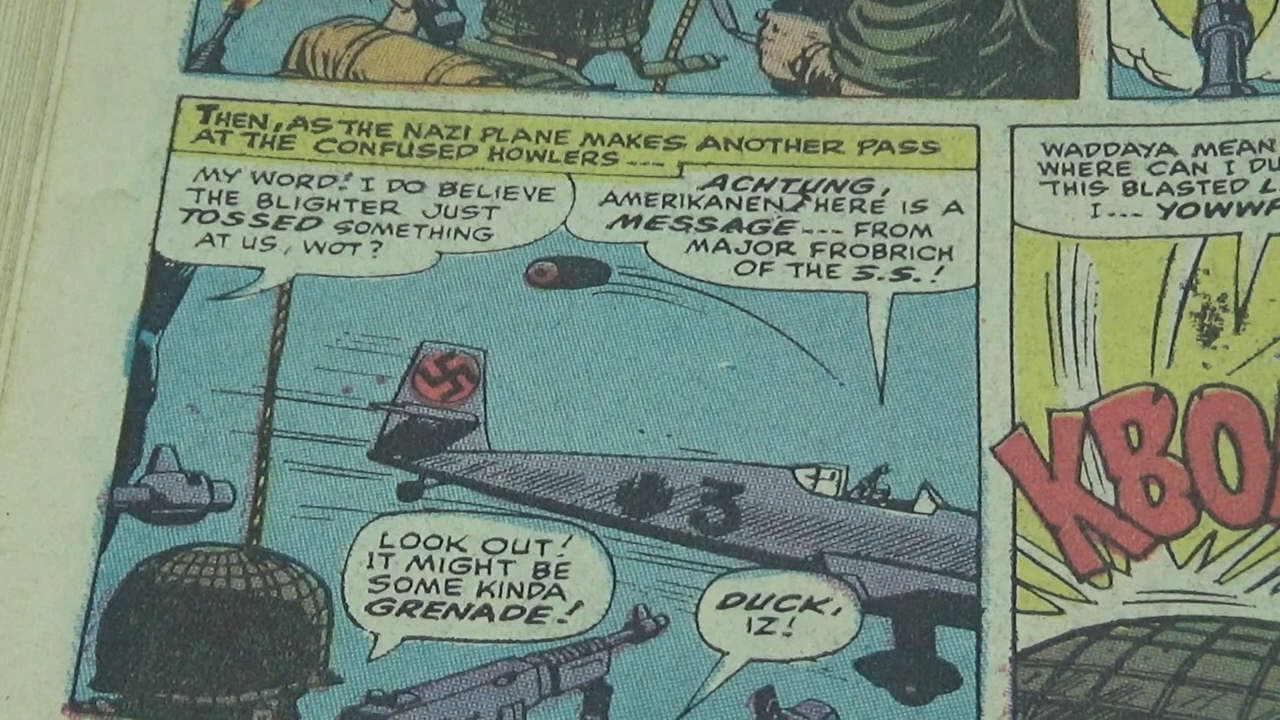 THEN, AS THE NAZI PLANE MAKES ANOTHER PASS
AT THE CONFUSED HOWLERS ----
MY WORD! I DO BELIEVE
THE BLIGHTER JUST
TOSSED SOMETHING
AT US, WOT?
ACHTUNG,
AMERIKANEN! HERE IS A
MESSAGE --- FROM
MAJOR FROBRICH
OF THE S.S.!
3
LOOK OUT!
IT MIGHT BE
SOME KINDA
GRENADE!
DUCK,
IZ!
WADDAYA MEAN
WHERE CAN I
THIS BLASTED
I--- YOWW
KBO